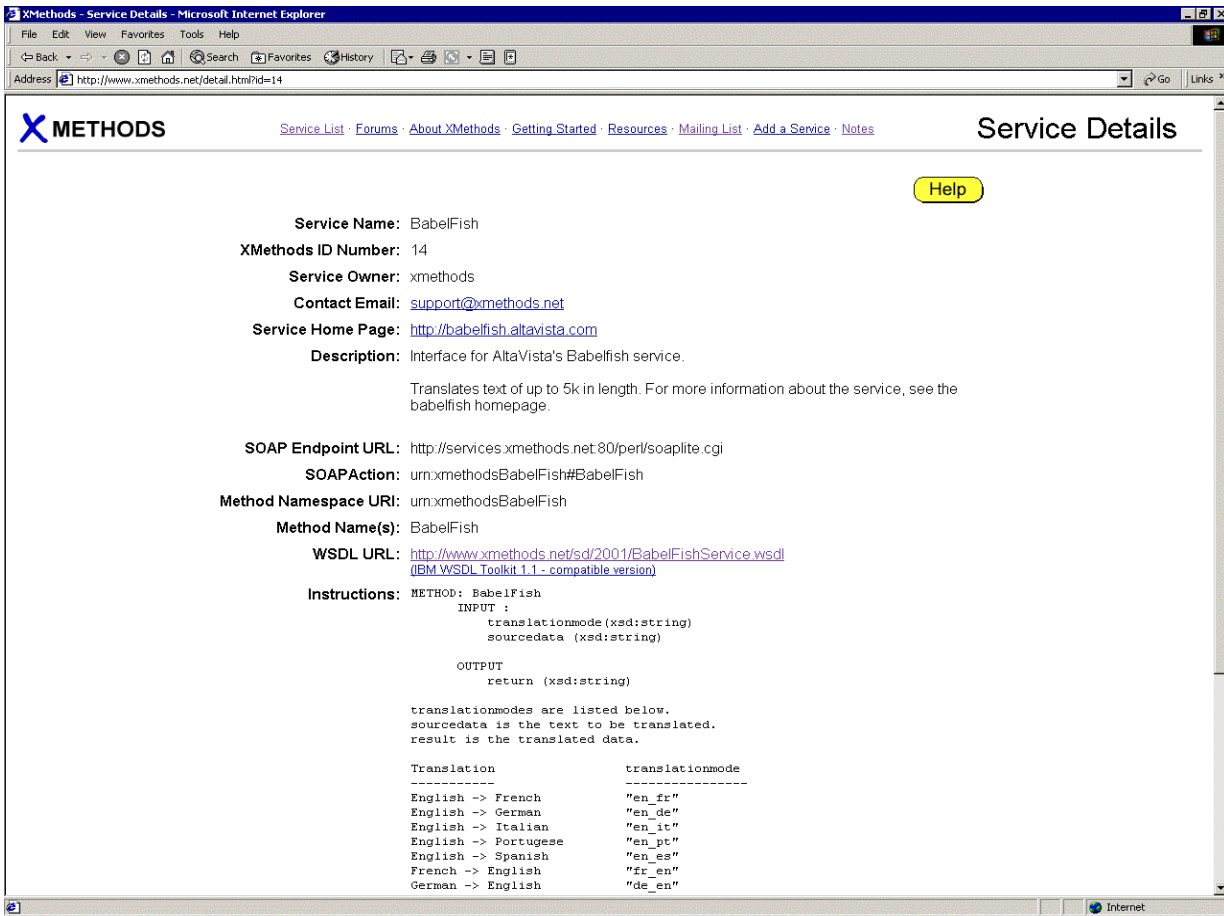 XMethods - Service Details - Microsoft Internet Explorer
File Edit View Favorites Tools Help
Back Search Favorites History
Address http://www.xmethods.net/detail.html?id=14 Go Links »
X METHODS Service List · Forums · About XMethods · Getting Started · Resources · Mailing List · Add a Service · Notes Service Details
Help
Service Name: BabelFish
XMethods ID Number: 14
Service Owner: xmethods
Contact Email: support@xmethods.net
Service Home Page: http://babelfish.altavista.com
Description: Interface for AltaVista's Babelfish service.
Translates text of up to 5k in length. For more information about the service, see the
babelfish homepage.
SOAP Endpoint URL: http://services.xmethods.net:80/perl/soaplite.cgi
SOAPAction: urn:xmethodsBabelFish#BabelFish
Method Namespace URI: urn:xmethodsBabelFish
Method Name(s): BabelFish
WSDL URL: http://www.xmethods.net/sd/2001/BabelFishService.wsdl
(IBM WSDL Toolkit 1.1 - compatible version)
Instructions: METHOD: BabelFish
INPUT :
translationmode(xsd:string)
sourcedata (xsd:string)
OUTPUT
return (xsd:string)
translationmodes are listed below.
sourcedata is the text to be translated.
result is the translated data.
Translation translationmode
----------- ----------------
English -> French "en_fr"
English -> German "en_de"
English -> Italian "en_it"
English -> Portugese "en_pt"
English -> Spanish "en_es"
French -> English "fr_en"
German -> English "de_en"
Internet